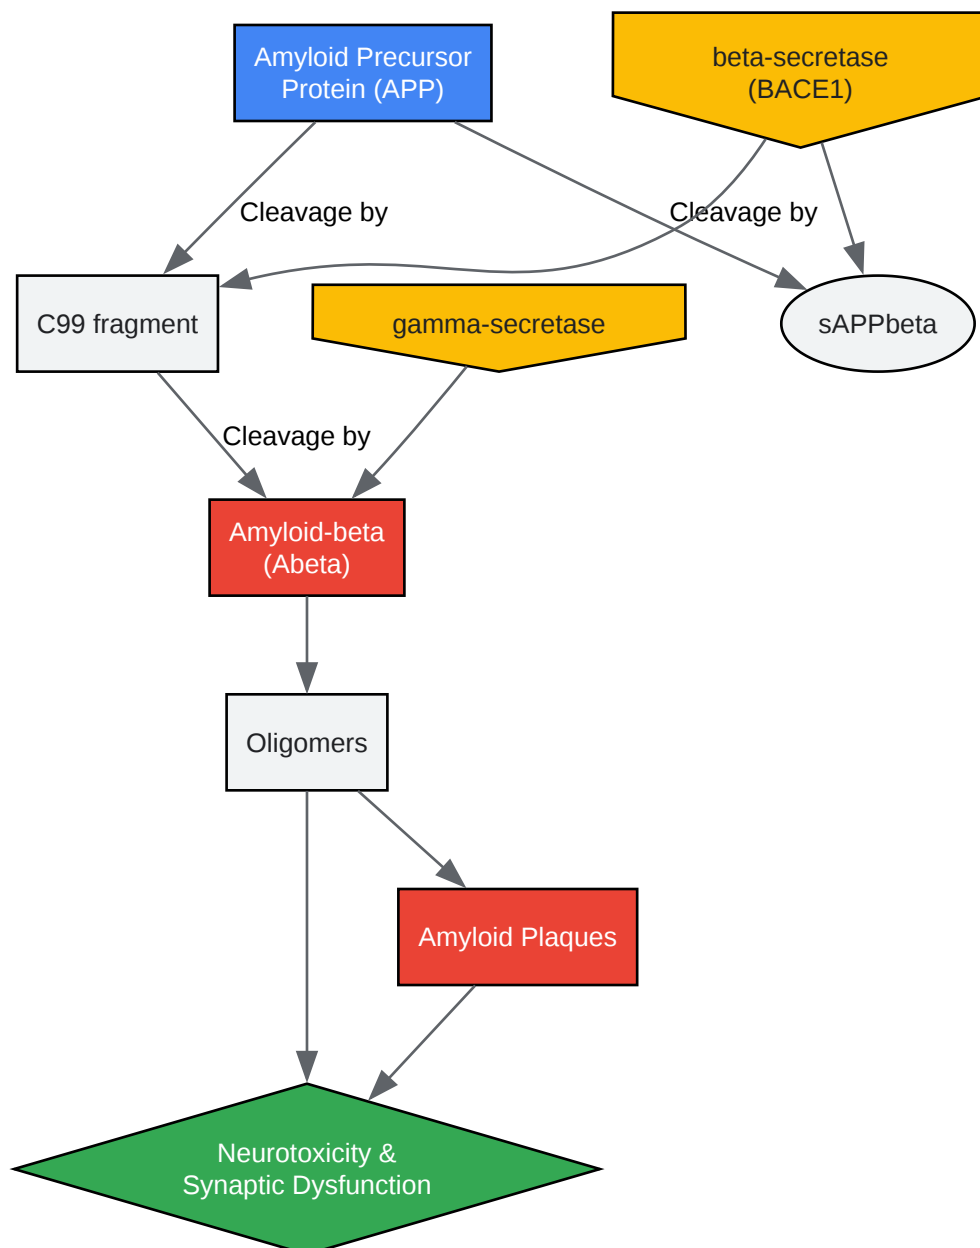 Amyloid Precursor
Protein (APP)
beta-secretase
(BACE1)
Cleavage by
Cleavage by
C99 fragment
gamma-secretase
sAPPbeta
Cleavage by
Amyloid-beta
(Abeta)
Oligomers
Amyloid Plaques
Neurotoxicity &
Synaptic Dysfunction